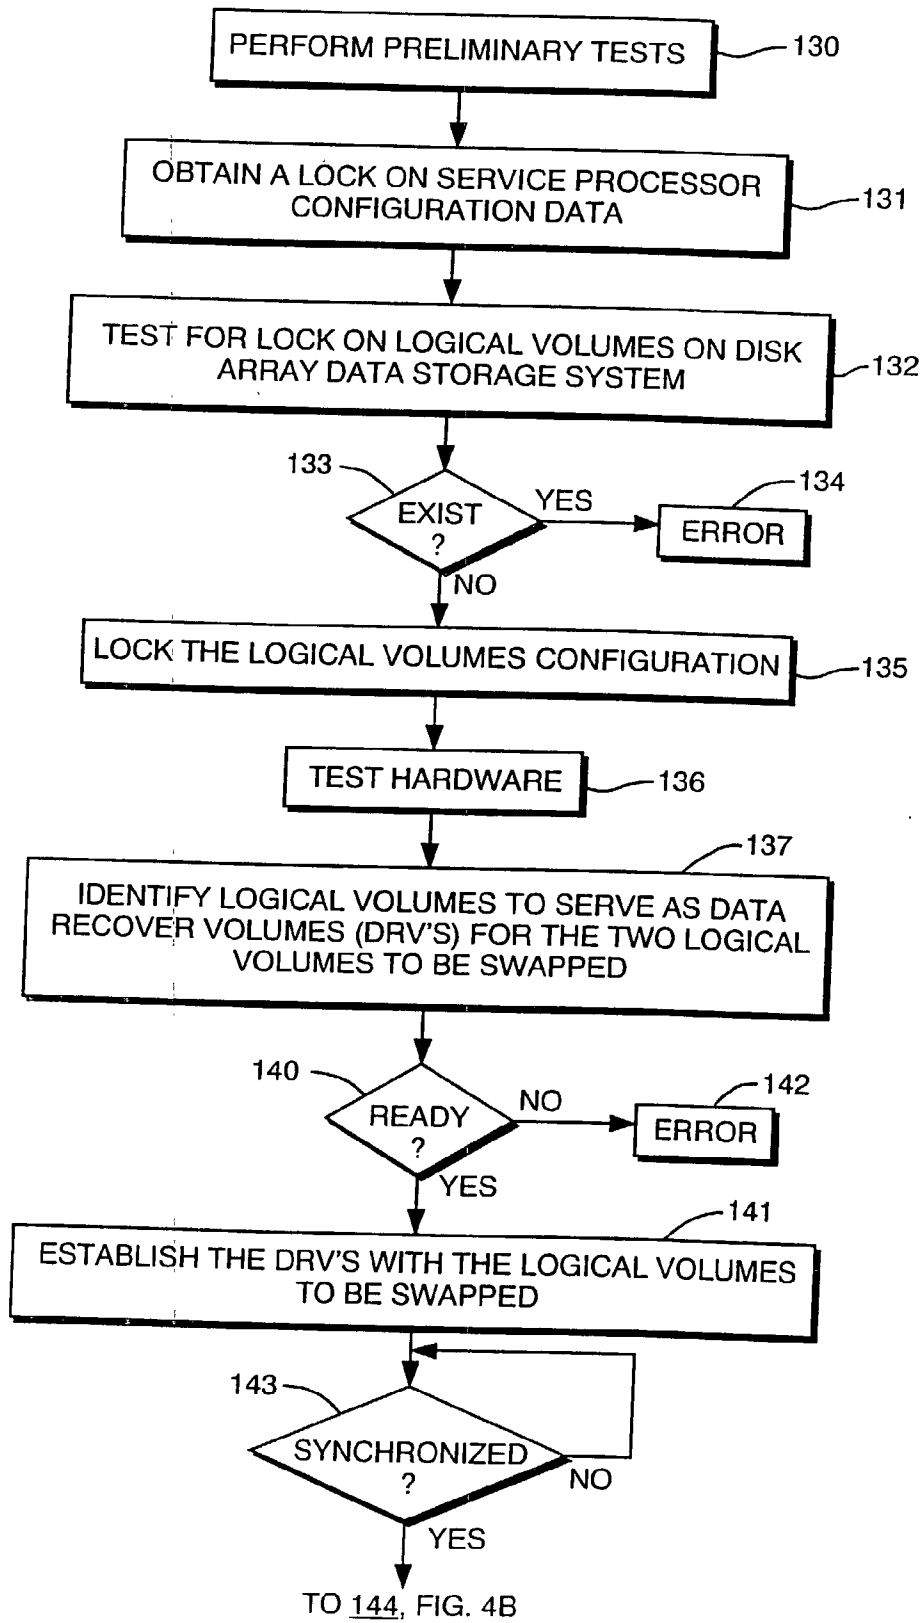 PERFORM PRELIMINARY TESTS
130
OBTAIN A LOCK ON SERVICE PROCESSOR
CONFIGURATION DATA
131
TEST FOR LOCK ON LOGICAL VOLUMES ON DISK
ARRAY DATA STORAGE SYSTEM
132
133
EXIST
?
YES
134
ERROR
NO
LOCK THE LOGICAL VOLUMES CONFIGURATION
135
TEST HARDWARE
136
137
IDENTIFY LOGICAL VOLUMES TO SERVE AS DATA
RECOVER VOLUMES (DRV'S) FOR THE TWO LOGICAL
VOLUMES TO BE SWAPPED
140
READY
?
NO
142
ERROR
YES
141
ESTABLISH THE DRV'S WITH THE LOGICAL VOLUMES
TO BE SWAPPED
143
SYNCHRONIZED
?
NO
YES
TO 144, FIG. 4B